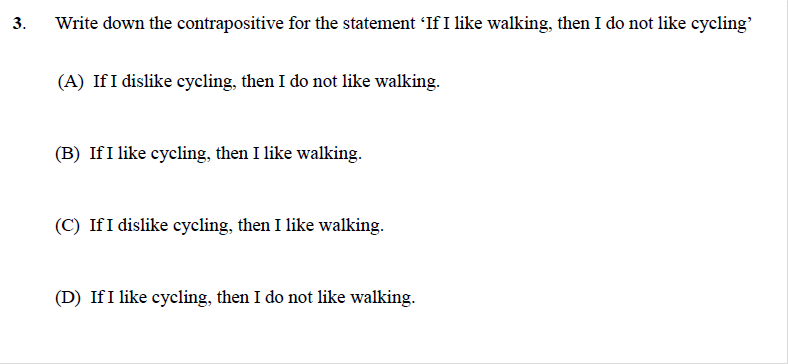 3. Write down the contrapositive for the statement ‘If I like walking, then I do not like cycling’
(A) If I dislike cycling, then I do not like walking.
(B) If I like cycling, then I like walking.
(C) If I dislike cycling, then I like walking.
(D) If I like cycling, then I do not like walking.